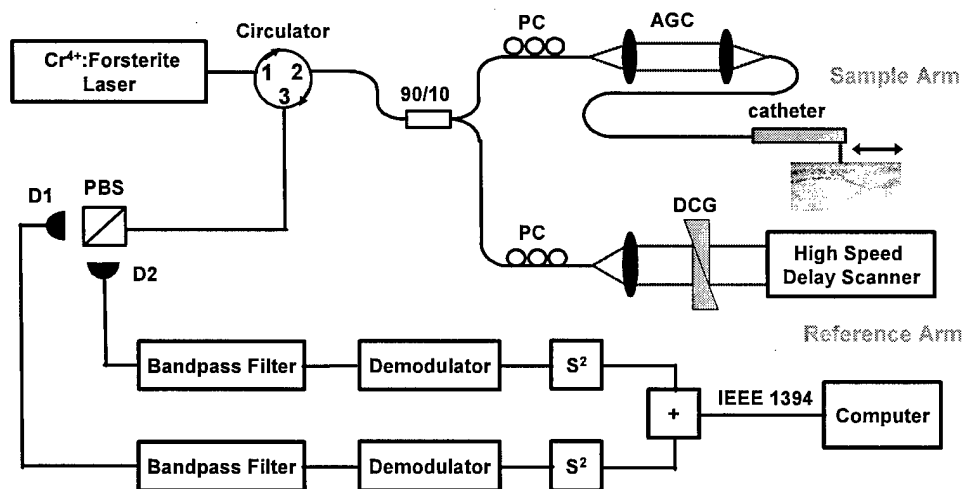 Cr⁴⁺:Forsterite
Laser
Circulator
1 2
3
90/10
PC
AGC
Sample Arm
catheter
PBS
D1
D2
PC
DCG
High Speed
Delay Scanner
Reference Arm
Bandpass Filter
Demodulator
S²
+
IEEE 1394
Computer
Bandpass Filter
Demodulator
S²